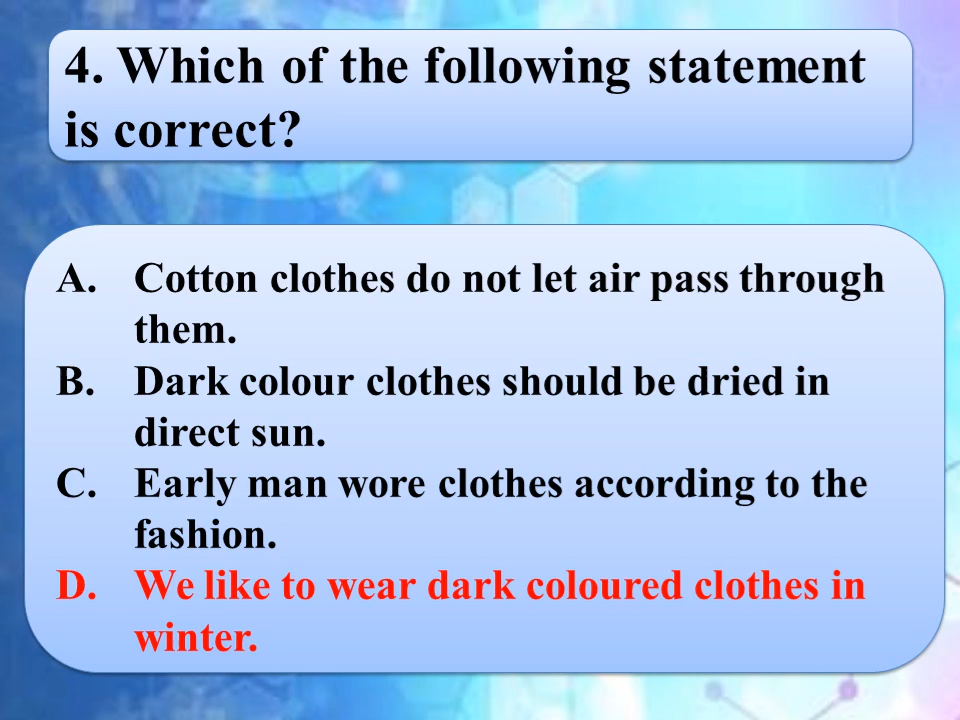 4. Which of the following statement
is correct?
A. Cotton clothes do not let air pass through
them.
B. Dark colour clothes should be dried in
direct sun.
C. Early man wore clothes according to the
fashion.
D. We like to wear dark coloured clothes in
winter.